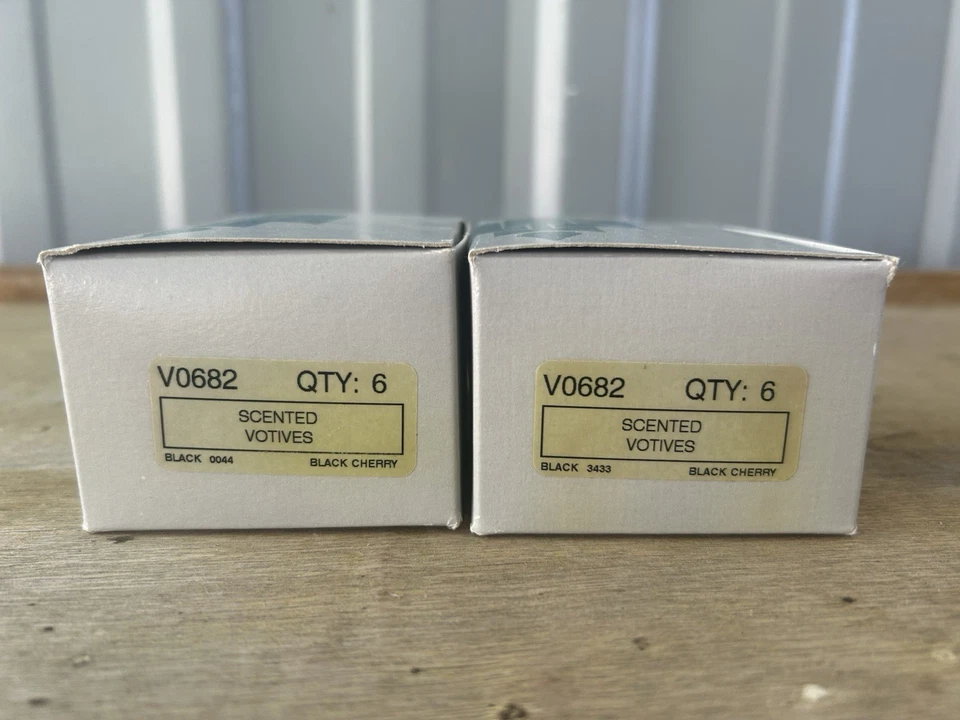 V0682 QTY: 6
SCENTED
VOTIVES
BLACK 0044 BLACK CHERRY
V0682 QTY: 6
SCENTED
VOTIVES
BLACK 3433 BLACK CHERRY